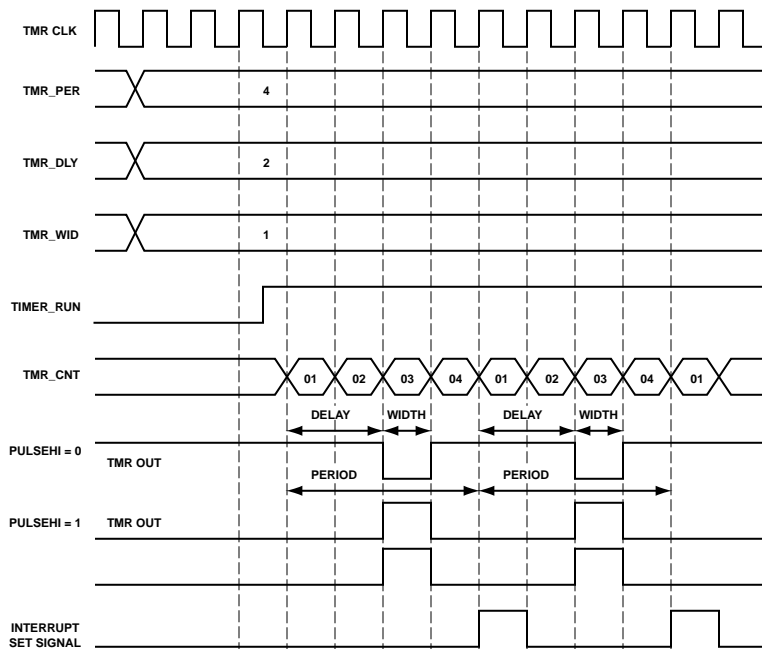 TMR CLK
TMR_PER
4
TMR_DLY
2
TMR_WID
1
TIMER_RUN
TMR_CNT
01 02 03 04 01 02 03 04 01
DELAY WIDTH DELAY WIDTH
PULSEHI = 0
TMR OUT
PERIOD PERIOD
PULSEHI = 1 TMR OUT
INTERRUPT
SET SIGNAL